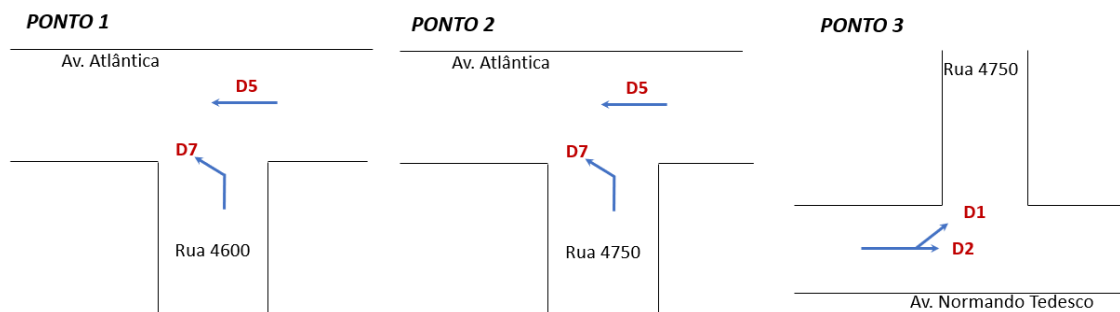 PONTO 1
Av. Atlântica
D5
D7
Rua 4600
PONTO 2
Av. Atlântica
D5
D7
Rua 4750
PONTO 3
Rua 4750
D1
D2
Av. Normando Tedesco